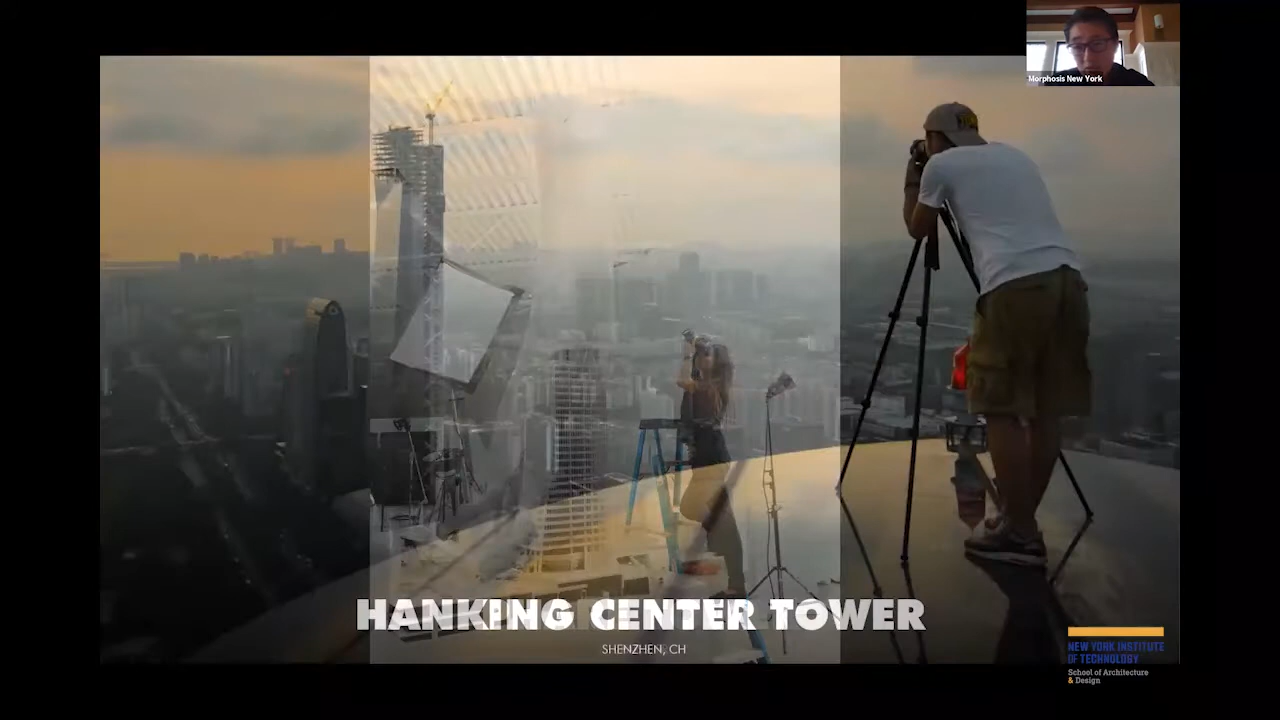 Morphosis New York
HANKING CENTER TOWER
SHENZHEN, CH
NEW YORK INSTITUTE
OF TECHNOLOGY
School of Architecture
& Design